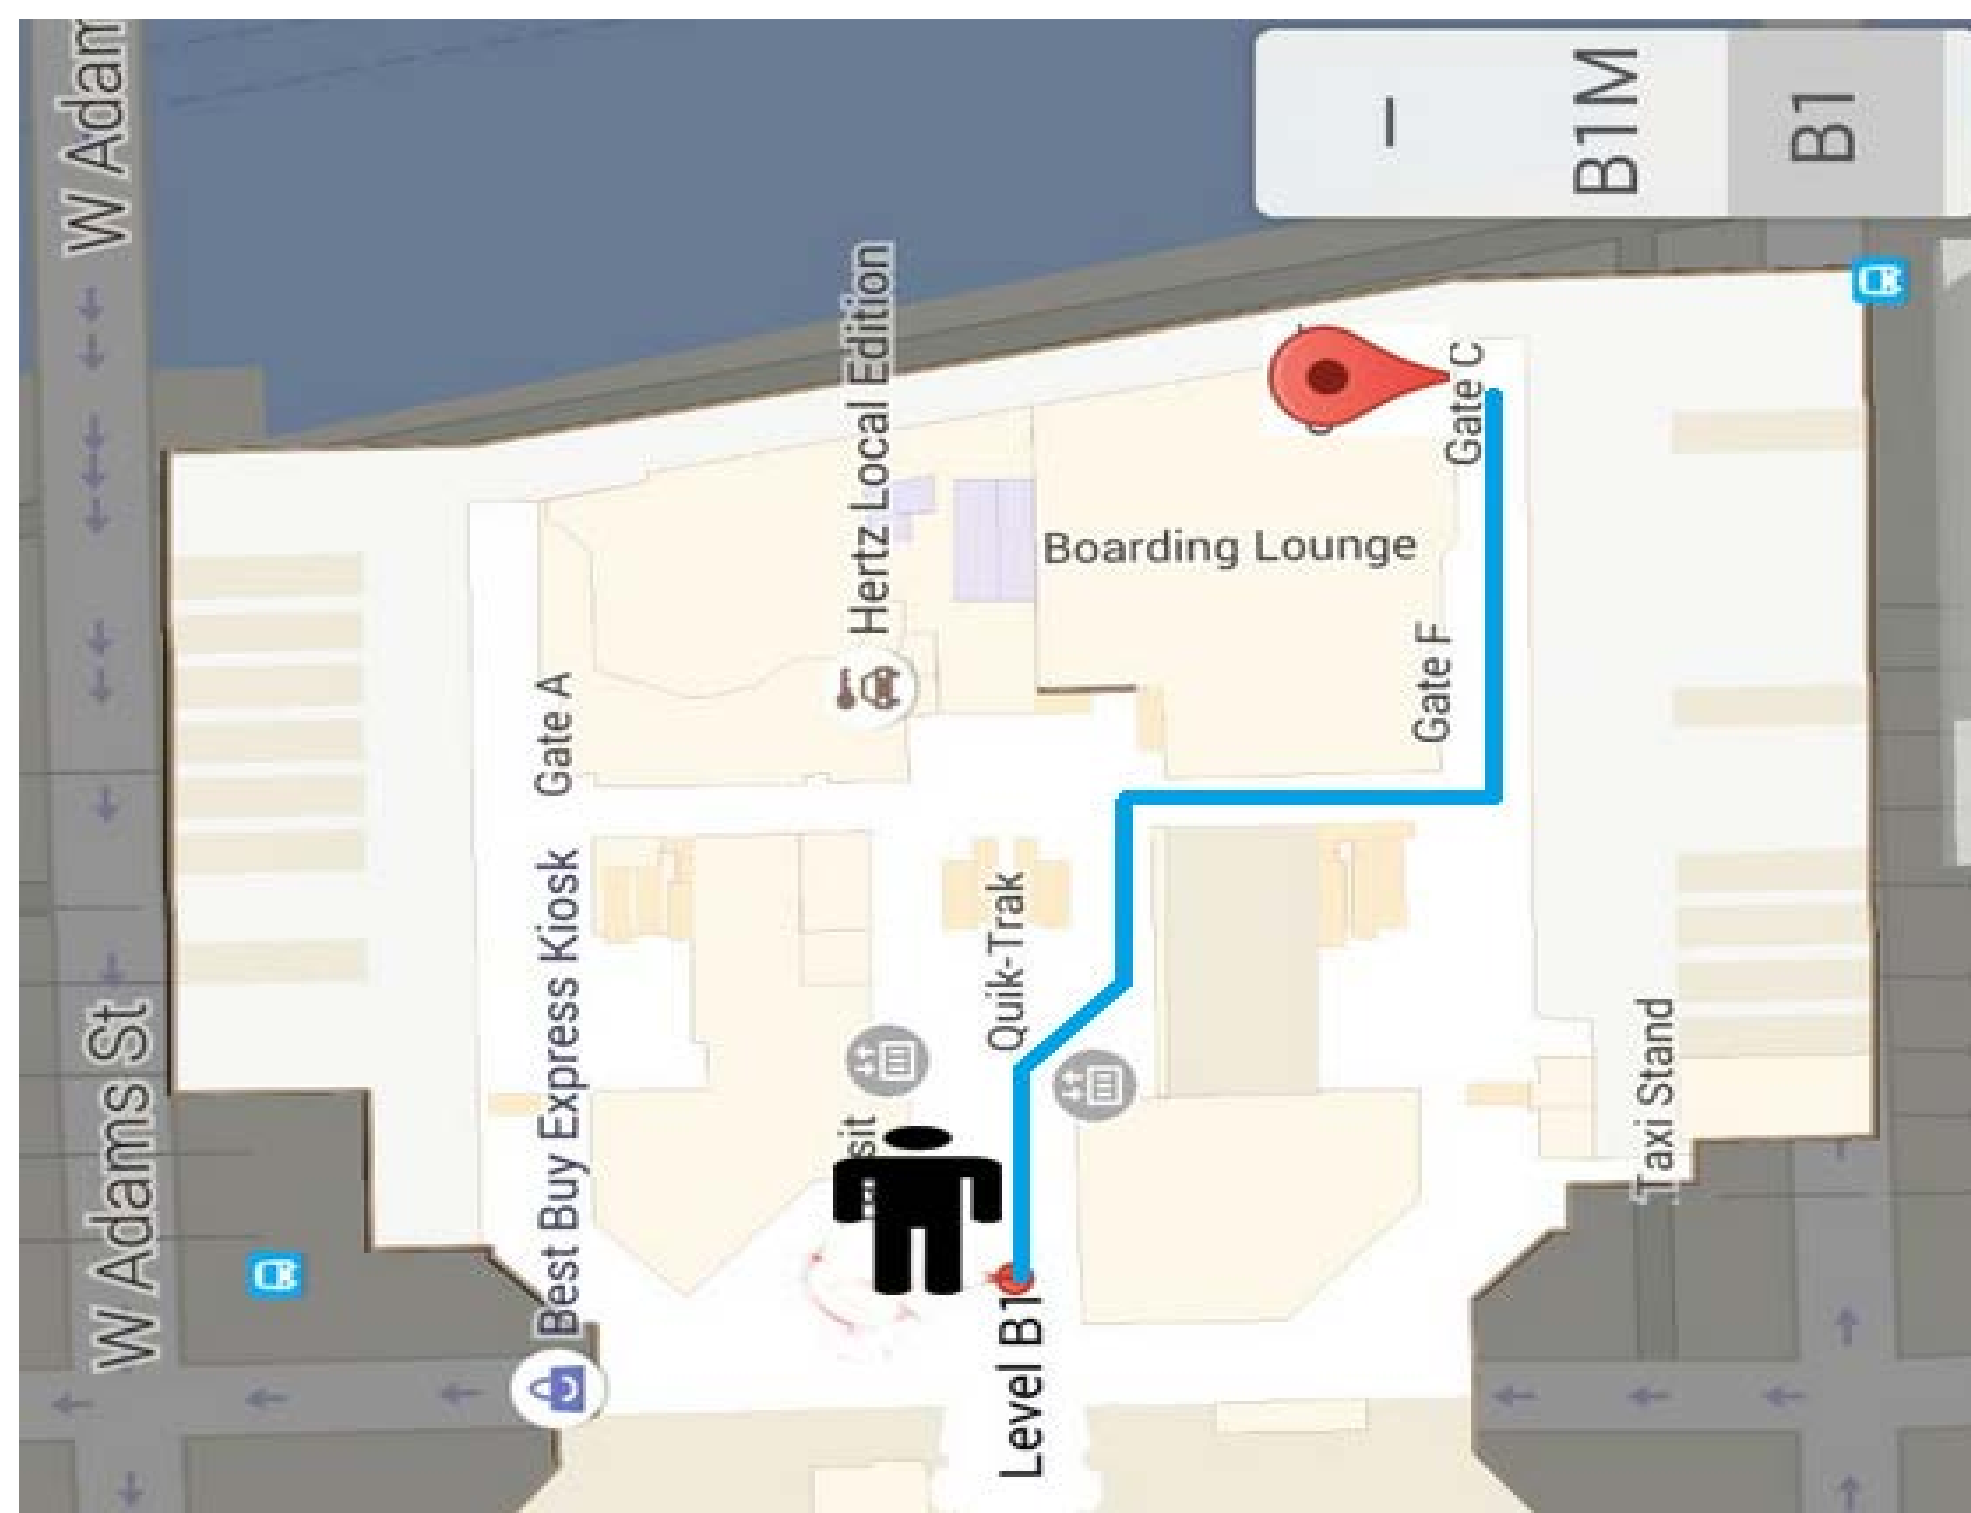 W Adam
B1M
B1
Hertz Local Edition
Gate C
Boarding Lounge
Gate F
Gate A
Best Buy Express Kiosk
Quik-Trak
W Adams St
Taxi Stand
Level B1